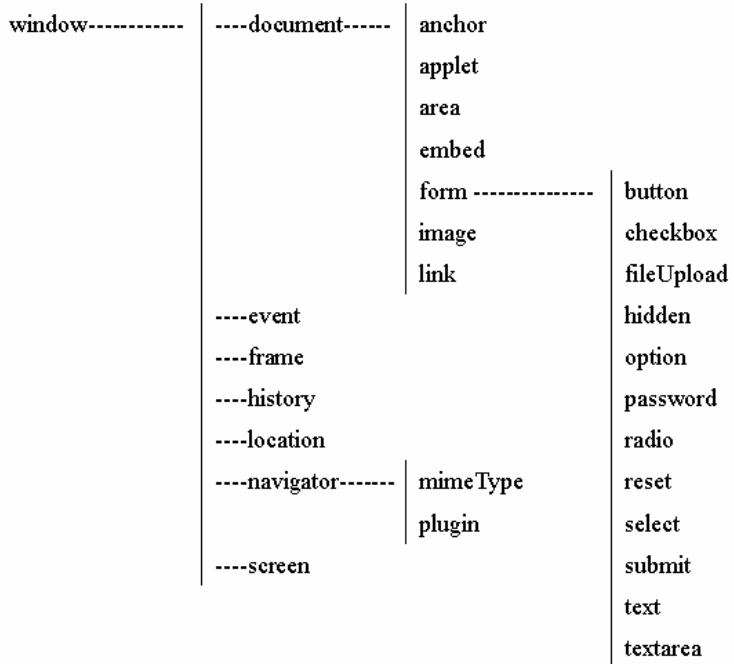 window------------ ----document------ anchor
applet
area
embed
form --------------- button
image checkbox
link fileUpload
----event hidden
----frame option
----history password
----location radio
----navigator------- mimeType reset
plugin select
----screen submit
text
textarea